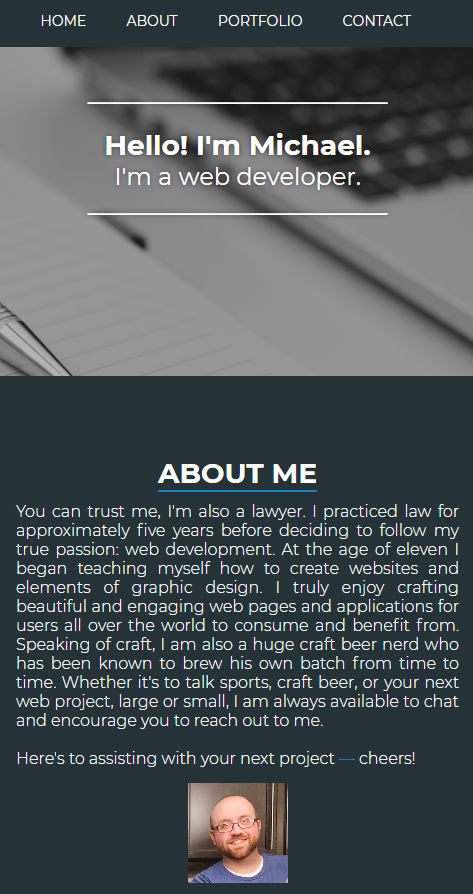 HOME ABOUT PORTFOLIO CONTACT
Hello! I'm Michael.
I'm a web developer.
ABOUT ME
You can trust me, I'm also a lawyer. I practiced law for
approximately five years before deciding to follow my
true passion: web development. At the age of eleven I
began teaching myself how to create websites and
elements of graphic design. I truly enjoy crafting
beautiful and engaging web pages and applications for
users all over the world to consume and benefit from.
Speaking of craft, I am also a huge craft beer nerd who
has been known to brew his own batch from time to
time. Whether it's to talk sports, craft beer, or your next
web project, large or small, I am always available to chat
and encourage you to reach out to me.
Here's to assisting with your next project — cheers!